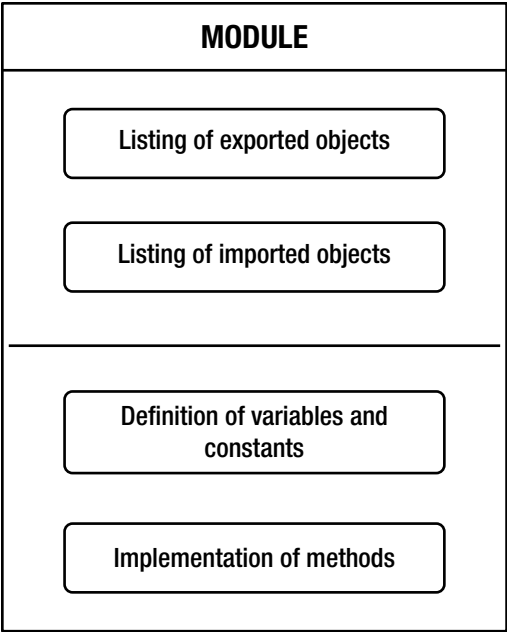 MODULE
Listing of exported objects
Listing of imported objects
Definition of variables and
constants
Implementation of methods